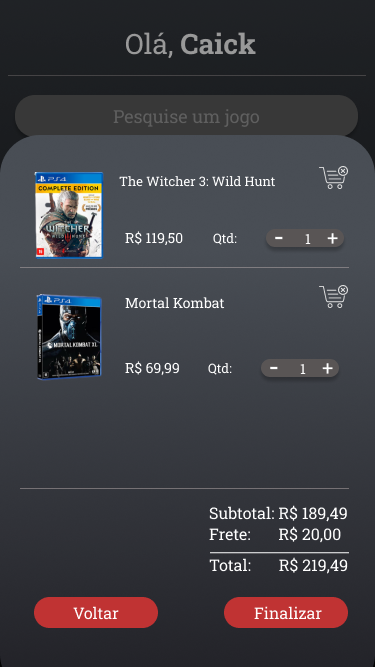 Olá, Caick
Pesquise um jogo
PS4
COMPLETE EDITION
THE WITCHER
WILD HUNT
The Witcher 3: Wild Hunt
R$ 119,50 Qtd: - 1 +
PS4
MORTAL KOMBAT XL
Mortal Kombat
R$ 69,99 Qtd: - 1 +
Subtotal: R$ 189,49
Frete: R$ 20,00
Total: R$ 219,49
Voltar Finalizar